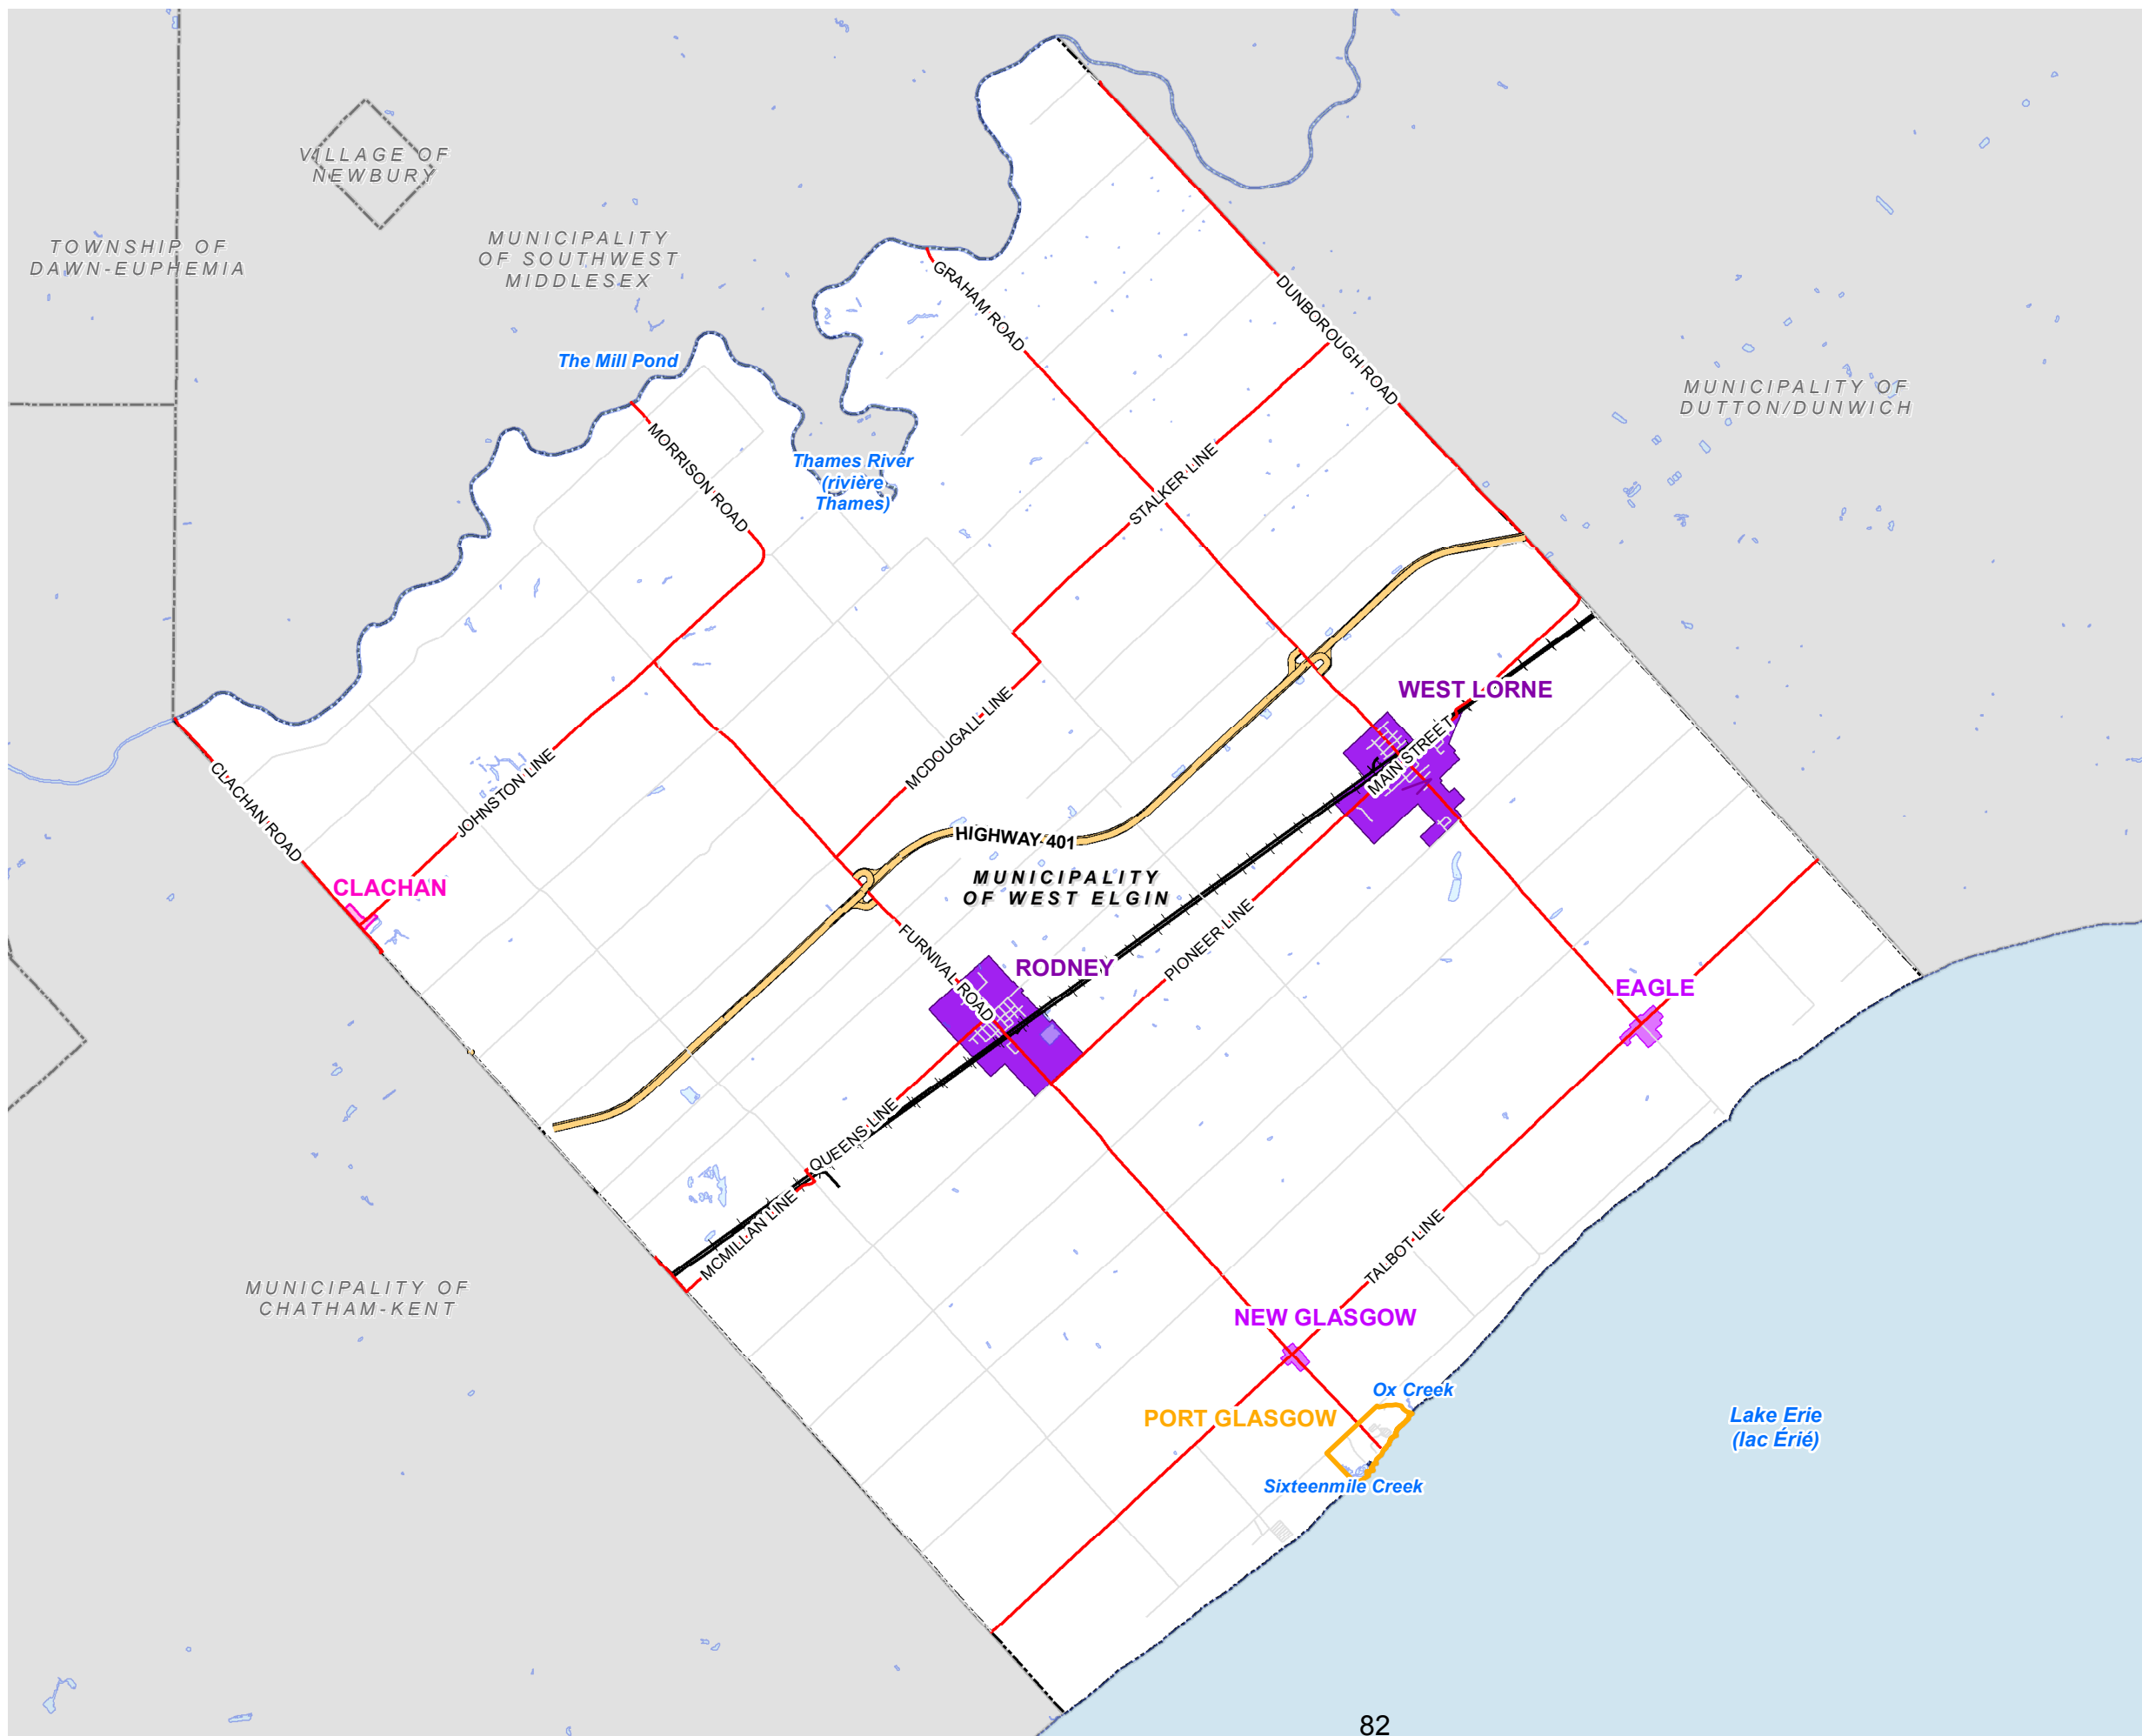 VILLAGE OF
NEWBURY
TOWNSHIP OF
DAWN-EUPHEMIA
MUNICIPALITY
OF SOUTHWEST
MIDDLESEX
GRAHAM ROAD
DUNBOROUGH ROAD
The Mill Pond
MUNICIPALITY OF
DUTTON/DUNWICH
MORRISON ROAD
Thames River
(rivière
Thames)
STALKER LINE
WEST LORNE
MAIN STREET
MCDOUGALL LINE
CLACHAN ROAD
JOHNSTON LINE
HIGHWAY 401
CLACHAN
MUNICIPALITY
OF WEST ELGIN
FURNIVAL ROAD
RODNEY
PIONEER LINE
EAGLE
QUEENS LINE
MCMILLAN LINE
TALBOT LINE
MUNICIPALITY OF
CHATHAM-KENT
NEW GLASGOW
Ox Creek
PORT GLASGOW
Lake Erie
(lac Érié)
Sixteenmile Creek
82